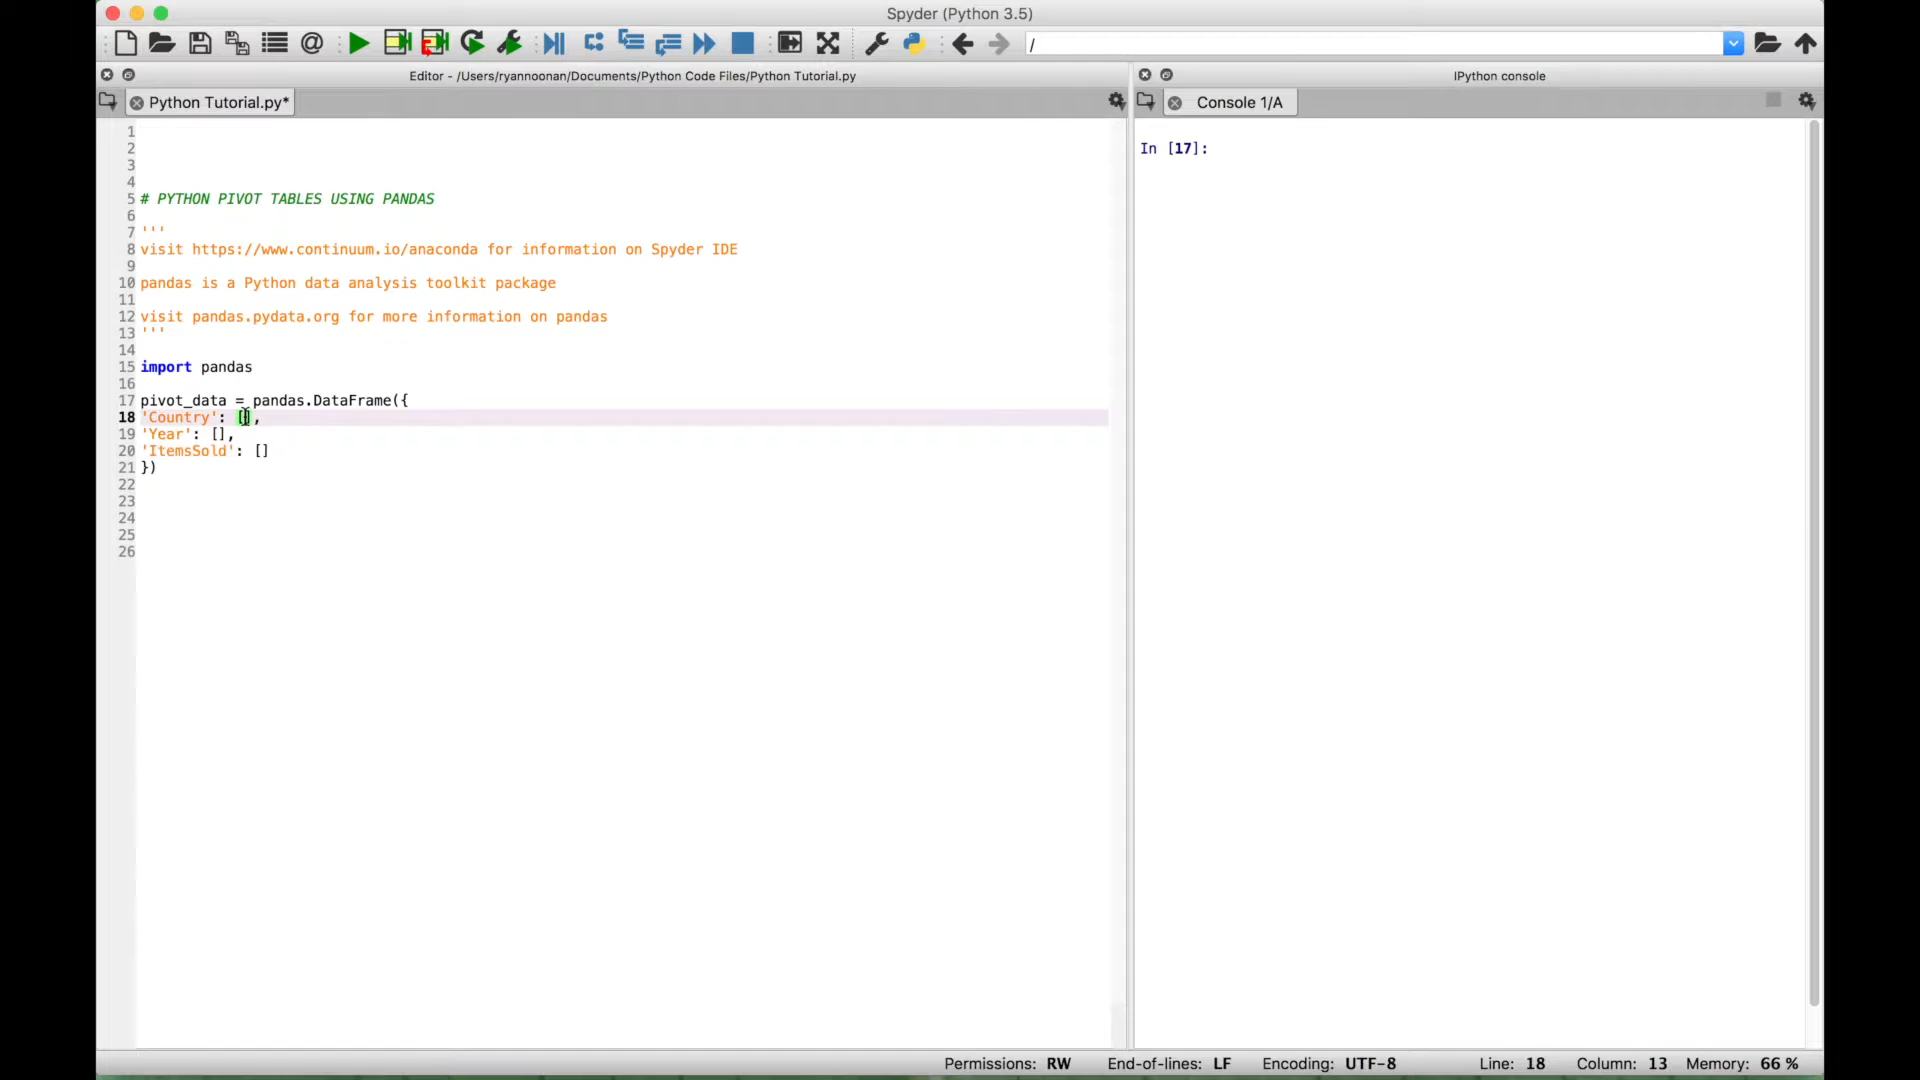 Spyder (Python 3.5)
/
Editor - /Users/ryannoonan/Documents/Python Code Files/Python Tutorial.py
IPython console
Python Tutorial.py*
Console 1/A
1
2
3
4
5 # PYTHON PIVOT TABLES USING PANDAS
6
7 '''
8 visit https://www.continuum.io/anaconda for information on Spyder IDE
9
10 pandas is a Python data analysis toolkit package
11
12 visit pandas.pydata.org for more information on pandas
13 '''
14
15 import pandas
16
17 pivot_data = pandas.DataFrame({
18 'Country': [],
19 'Year': [],
20 'ItemsSold': []
21 })
22
23
24
25
26
In [17]:
Permissions: RW End-of-lines: LF Encoding: UTF-8 Line: 18 Column: 13 Memory: 66 %